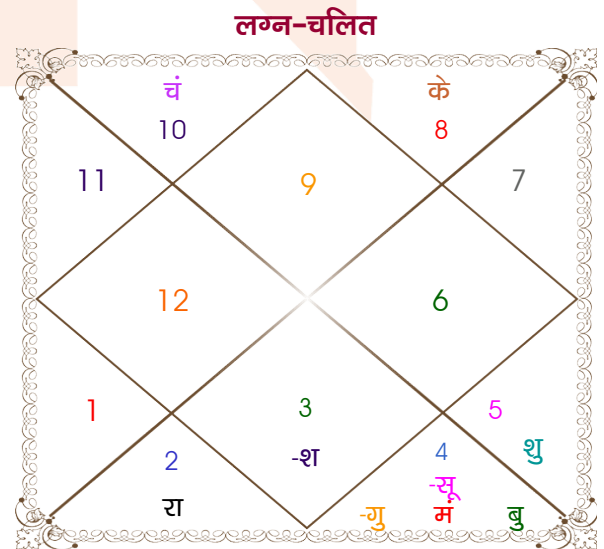 लग्न-चलित
चं के
10 8
11 9 7
12 6
1 3 5
2 -श 4 शु
रा -सू
-गु मं बु